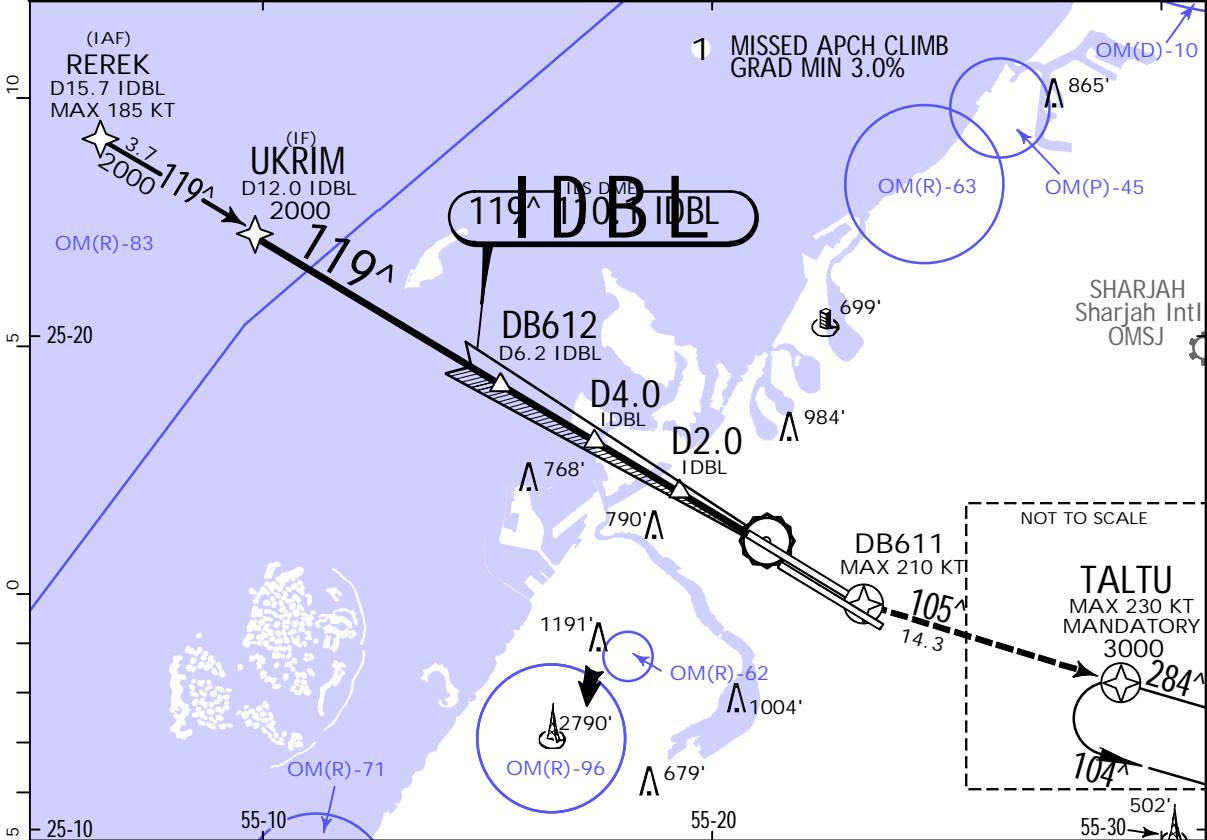 (IAF)
REREK
D15.7 IDBL
MAX 185 KT
3.7
2000
119^
(IF)
UKRIM
D12.0 IDBL
2000
119^
1
MISSED APCH CLIMB
GRAD MIN 3.0%
OM(D)-10
865'
OM(R)-63
OM(P)-45
ILS DME
119^ 110.1 IDBL
IDBL
OM(R)-83
10
5
0
5
25-20
SHARJAH
Sharjah Intl
OMSJ
699'
DB612
D6.2 IDBL
D4.0
IDBL
984'
D2.0
IDBL
768'
790'
NOT TO SCALE
DB611
MAX 210 KT
105^
14.3
TALTU
MAX 230 KT
MANDATORY
3000
284^
104^
1191'
OM(R)-62
1004'
2790'
OM(R)-96
679'
OM(R)-71
502'
25-10
55-10
55-20
55-30